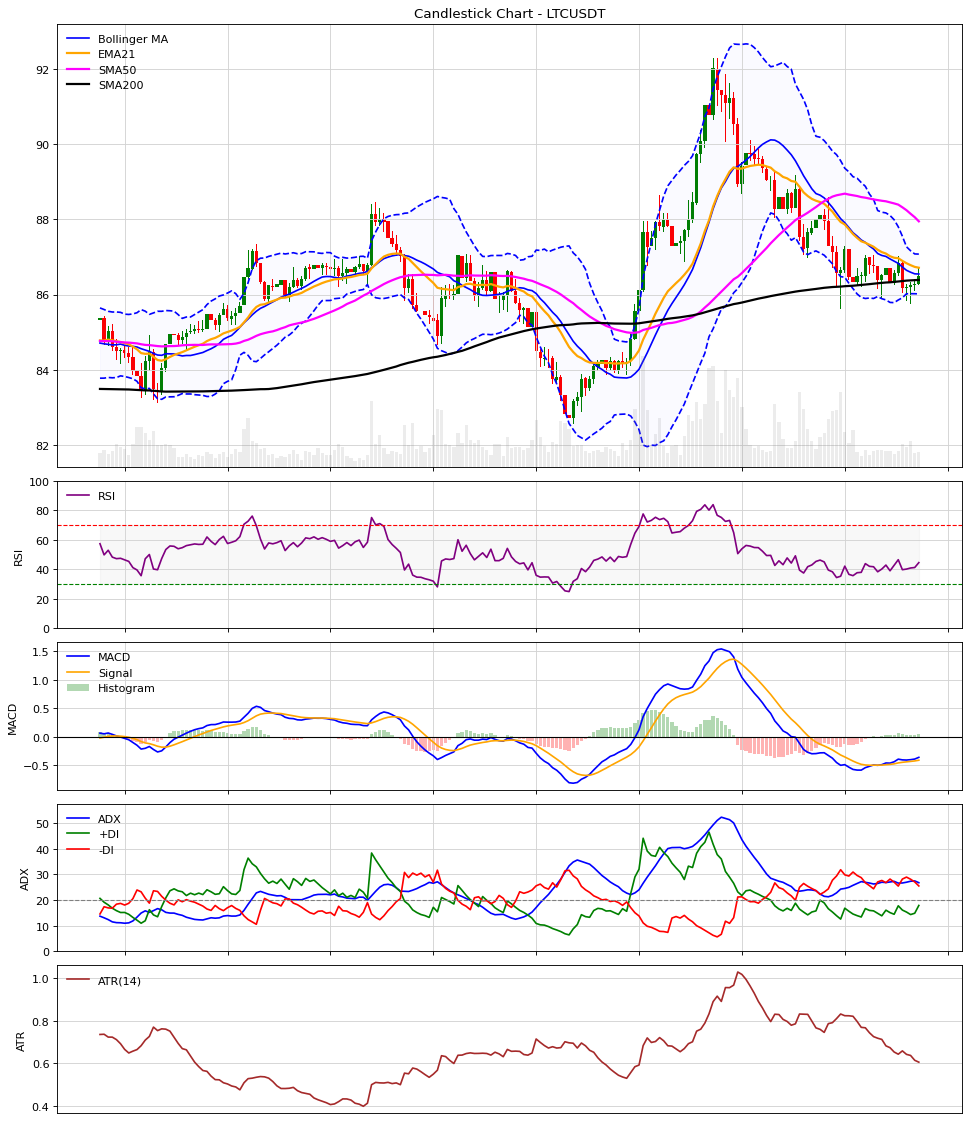 Candlestick Chart - LTCUSDT
Bollinger MA
EMA21
SMA50
SMA200
92
90
88
86
84
82
RSI
RSI
100
80
60
40
20
0
MACD
Signal
Histogram
MACD
1.5
1.0
0.5
0.0
−0.5
ADX
+DI
-DI
ADX
50
40
30
20
10
0
ATR(14)
ATR
1.0
0.8
0.6
0.4